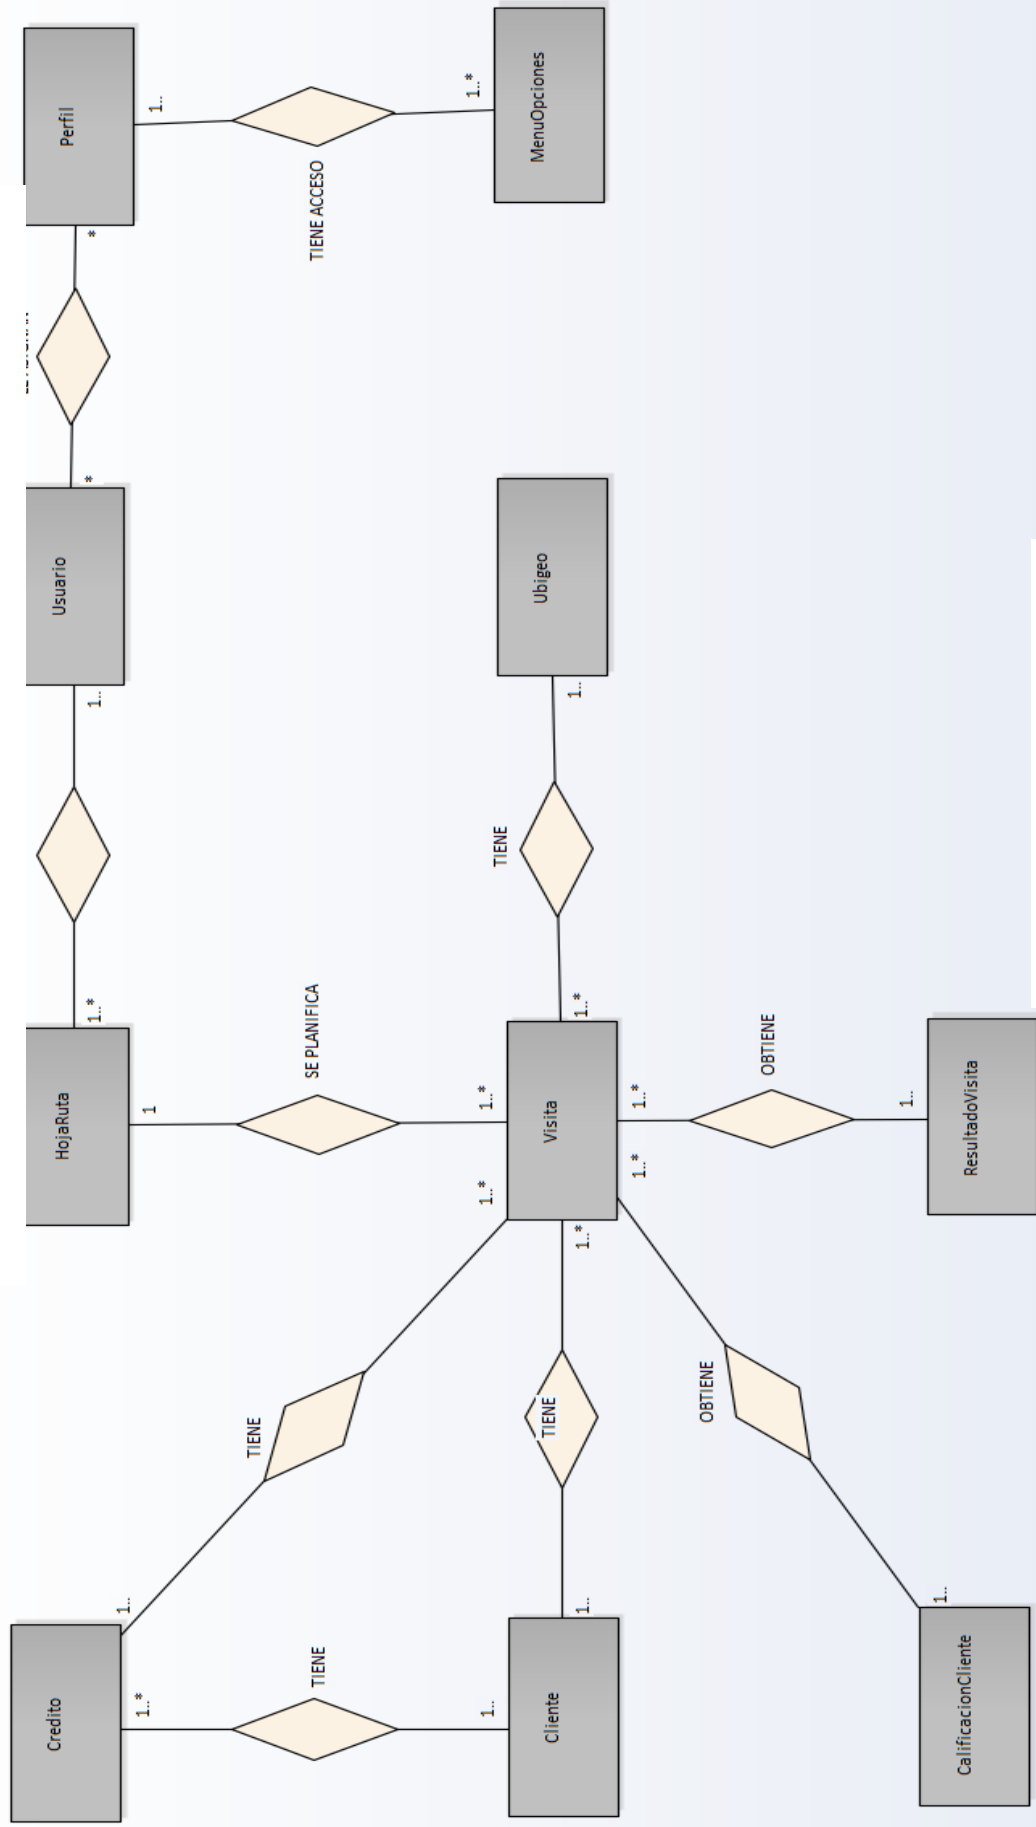 Credito
HojaRuta
Usuario
Perfil
1..*
1..
*
*
1..
1..*
1
1..
TIENE
TIENE
SE PLANIFICA
TIENE ACCESO
1..
1..*
1..*
1..*
TIENE
Cliente
TIENE
Visita
Ubigeo
MenuOpciones
1..
1..*
1..*
1..
1..*
1..*
OBTIENE
OBTIENE
1..
1..
CalificacionCliente
ResultadoVisita